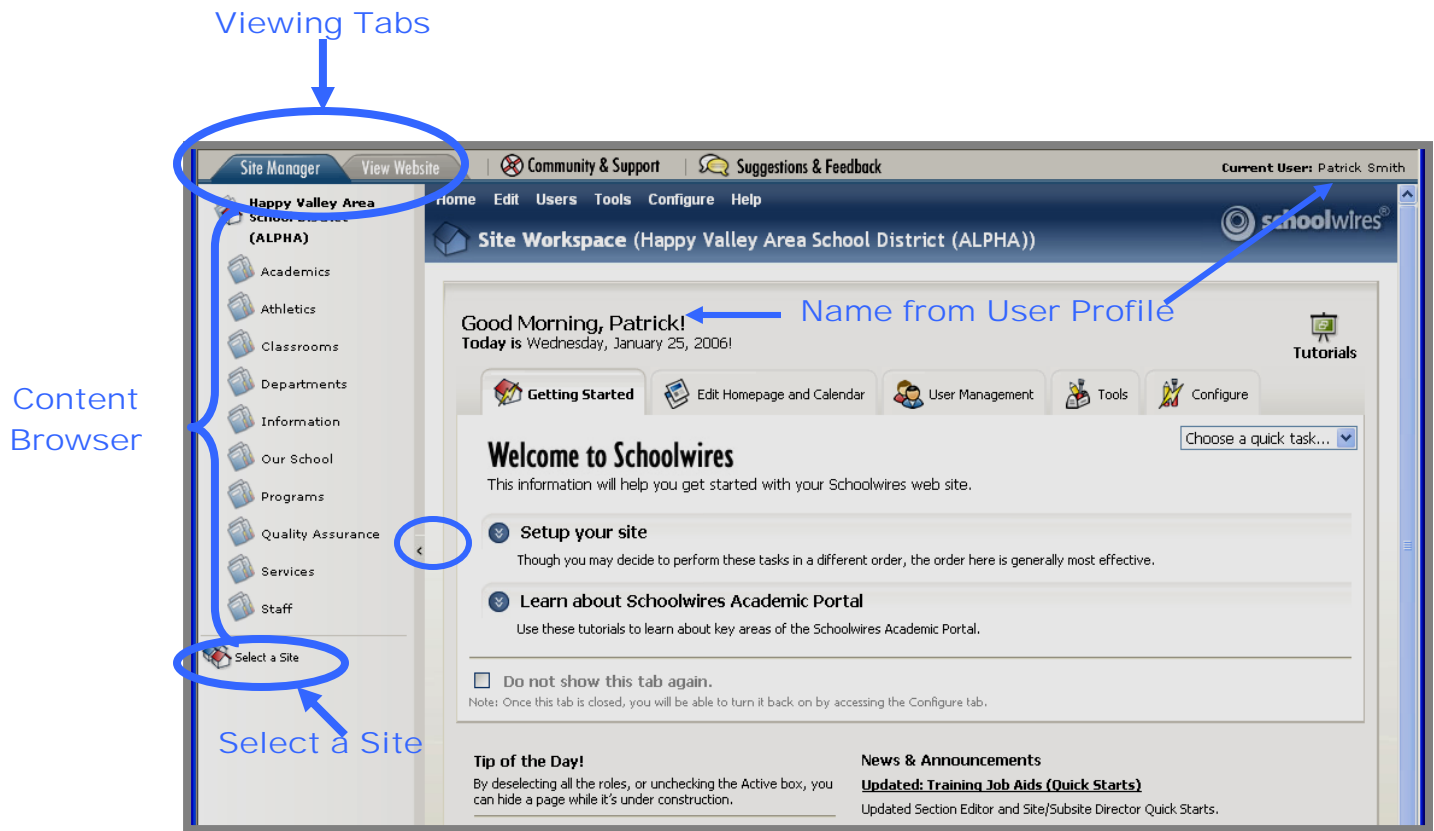 Viewing Tabs
Site Manager View Website Community & Support Suggestions & Feedback Current User: Patrick Smith
Happy Valley Area
School District
(ALPHA)
Academics
Athletics
Classrooms
Departments
Information
Our School
Programs
Quality Assurance
Services
Staff
Select a Site
Content
Browser
Select a Site
Home Edit Users Tools Configure Help
Site Workspace (Happy Valley Area School District (ALPHA))
schoolwires®
Name from User Profile
Good Morning, Patrick!
Today is Wednesday, January 25, 2006!
Tutorials
Getting Started Edit Homepage and Calendar User Management Tools Configure
Choose a quick task...
Welcome to Schoolwires
This information will help you get started with your Schoolwires web site.
Setup your site
Though you may decide to perform these tasks in a different order, the order here is generally most effective.
Learn about Schoolwires Academic Portal
Use these tutorials to learn about key areas of the Schoolwires Academic Portal.
Do not show this tab again.
Note: Once this tab is closed, you will be able to turn it back on by accessing the Configure tab.
Tip of the Day!
By deselecting all the roles, or unchecking the Active box, you
can hide a page while it's under construction.
News & Announcements
Updated: Training Job Aids (Quick Starts)
Updated Section Editor and Site/Subsite Director Quick Starts.